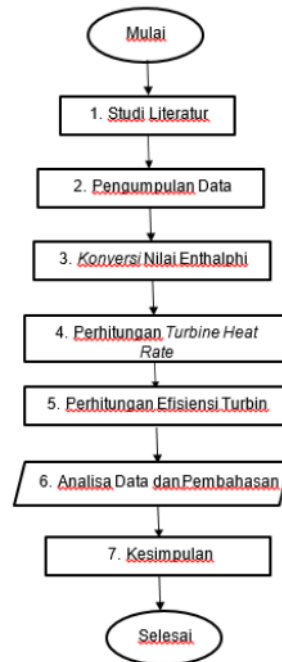 Mulai
1. Studi Literatur
2. Pengumpulan Data
3. Konversi Nilai Enthalphi
4. Perhitungan Turbine Heat
Rate
5. Perhitungan Efisiensi Turbin
6. Analisa Data dan Pembahasan
7. Kesimpulan
Selesai